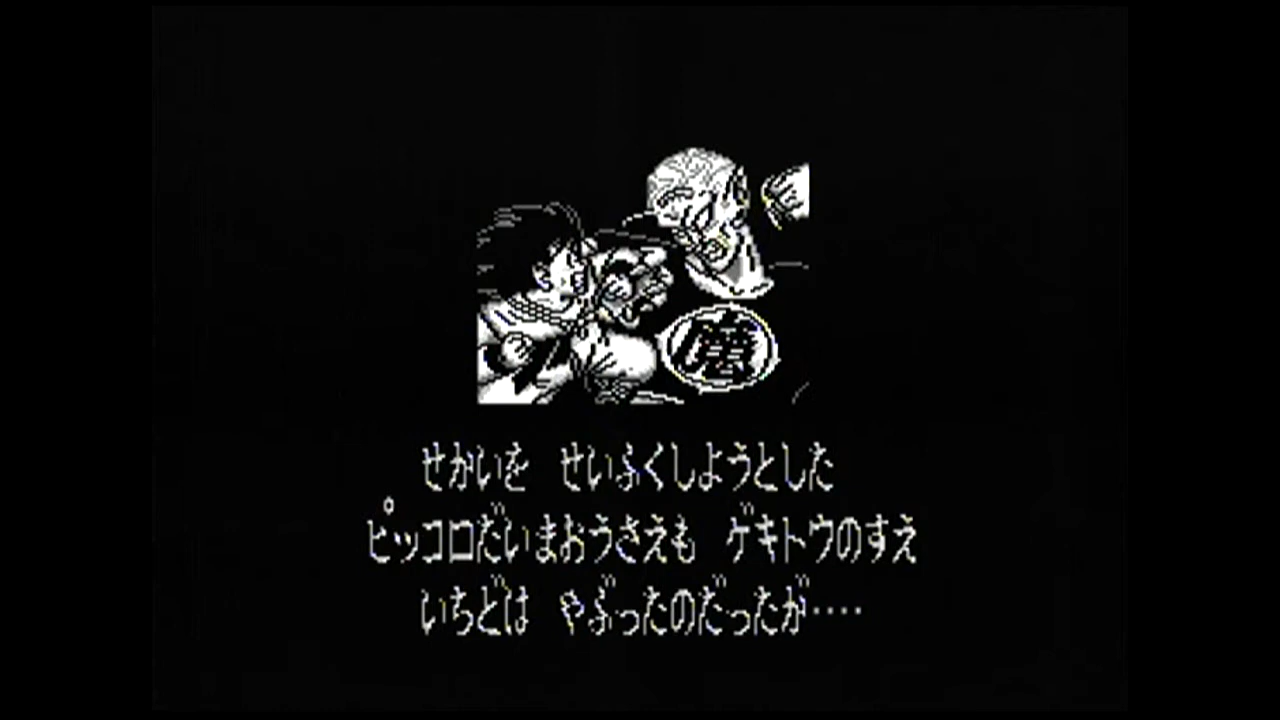 魔
せかいを せいふくしようとした
ピッコロだいまおうさえも ゲキトウのすえ
いちどは やぶったのだったが‥‥